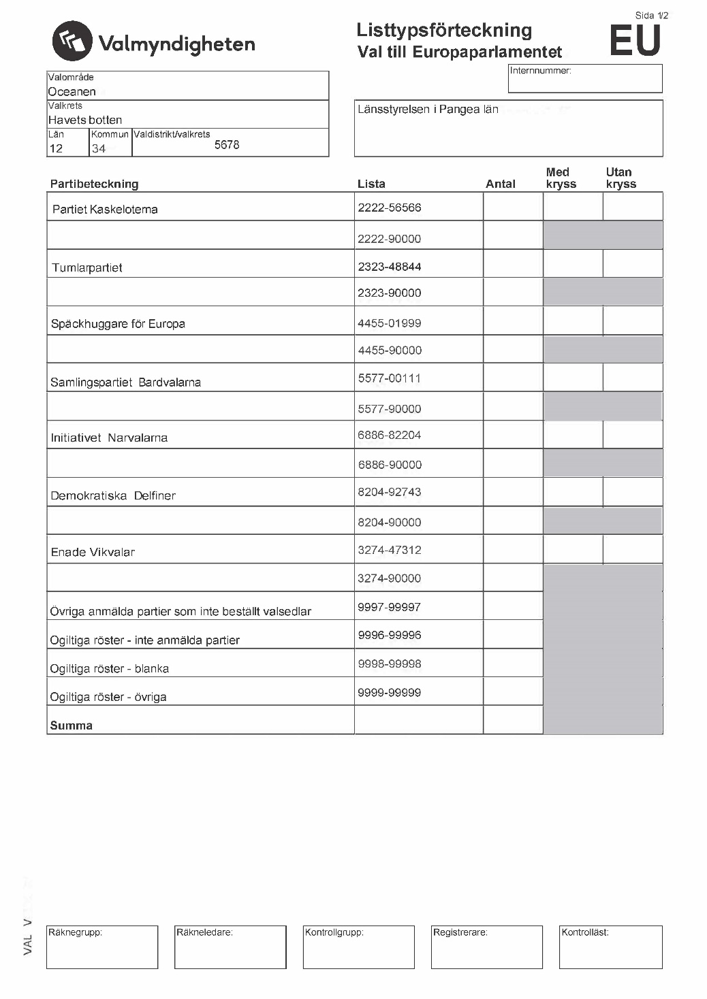 Sida 1/2
Valmyndigheten
Listtypsförteckning
Val till Europaparlamentet
EU
Internnummer:
Valområde
Oceanen
Valkrets
Havets botten
Län Kommun Valdistrikt/valkrets
12 34 5678
Länsstyrelsen i Pangea län
Partibeteckning Lista Antal Med kryss Utan kryss
Partiet Kaskeloterna 2222-56566
2222-90000
Tumlarpartiet 2323-48844
2323-90000
Späckhuggare för Europa 4455-01999
4455-90000
Samlingspartiet Bardvalarna 5577-00111
5577-90000
Initiativet Narvalarna 6886-82204
6886-90000
Demokratiska Delfiner 8204-92743
8204-90000
Enade Vikvalar 3274-47312
3274-90000
Övriga anmälda partier som inte beställt valsedlar 9997-99997
Ogiltiga röster - inte anmälda partier 9996-99996
Ogiltiga röster - blanka 9998-99998
Ogiltiga röster - övriga 9999-99999
Summa
VAL V
Räknegrupp: Räkneledare: Kontrollgrupp: Registrerare: Kontrolläst: